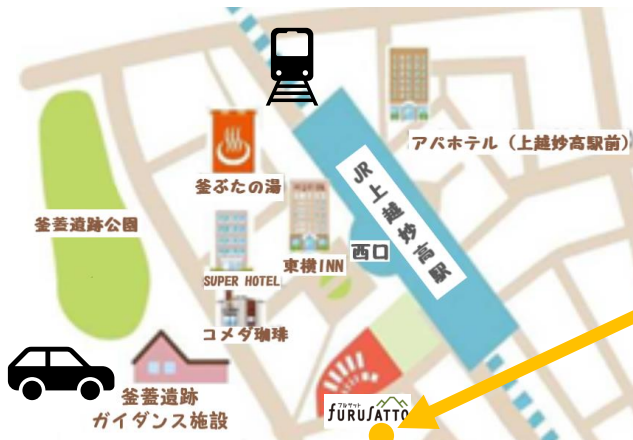 アパホテル（上越妙高駅前）
JR上越妙高駅
釜ぶたの湯
釜蓋遺跡公園
西口
東横INN
SUPER HOTEL
コメダ珈琲
釜蓋遺跡
ガイダンス施設
フルサット
FURUSATTO